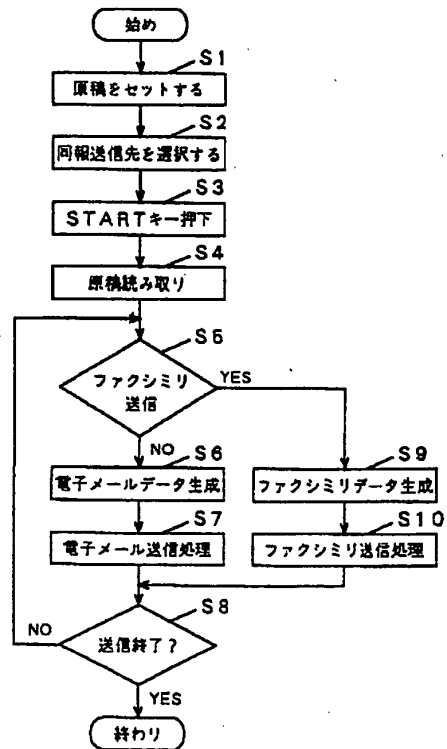 始め
S1
原稿をセットする
S2
同報送信先を選択する
S3
STARTキー押下
S4
原稿読み取り
S5
ファクシミリ
送信
YES
NO
S6
電子メールデータ生成
S9
ファクシミリデータ生成
S7
電子メール送信処理
S10
ファクシミリ送信処理
S8
送信終了?
NO
YES
終わり